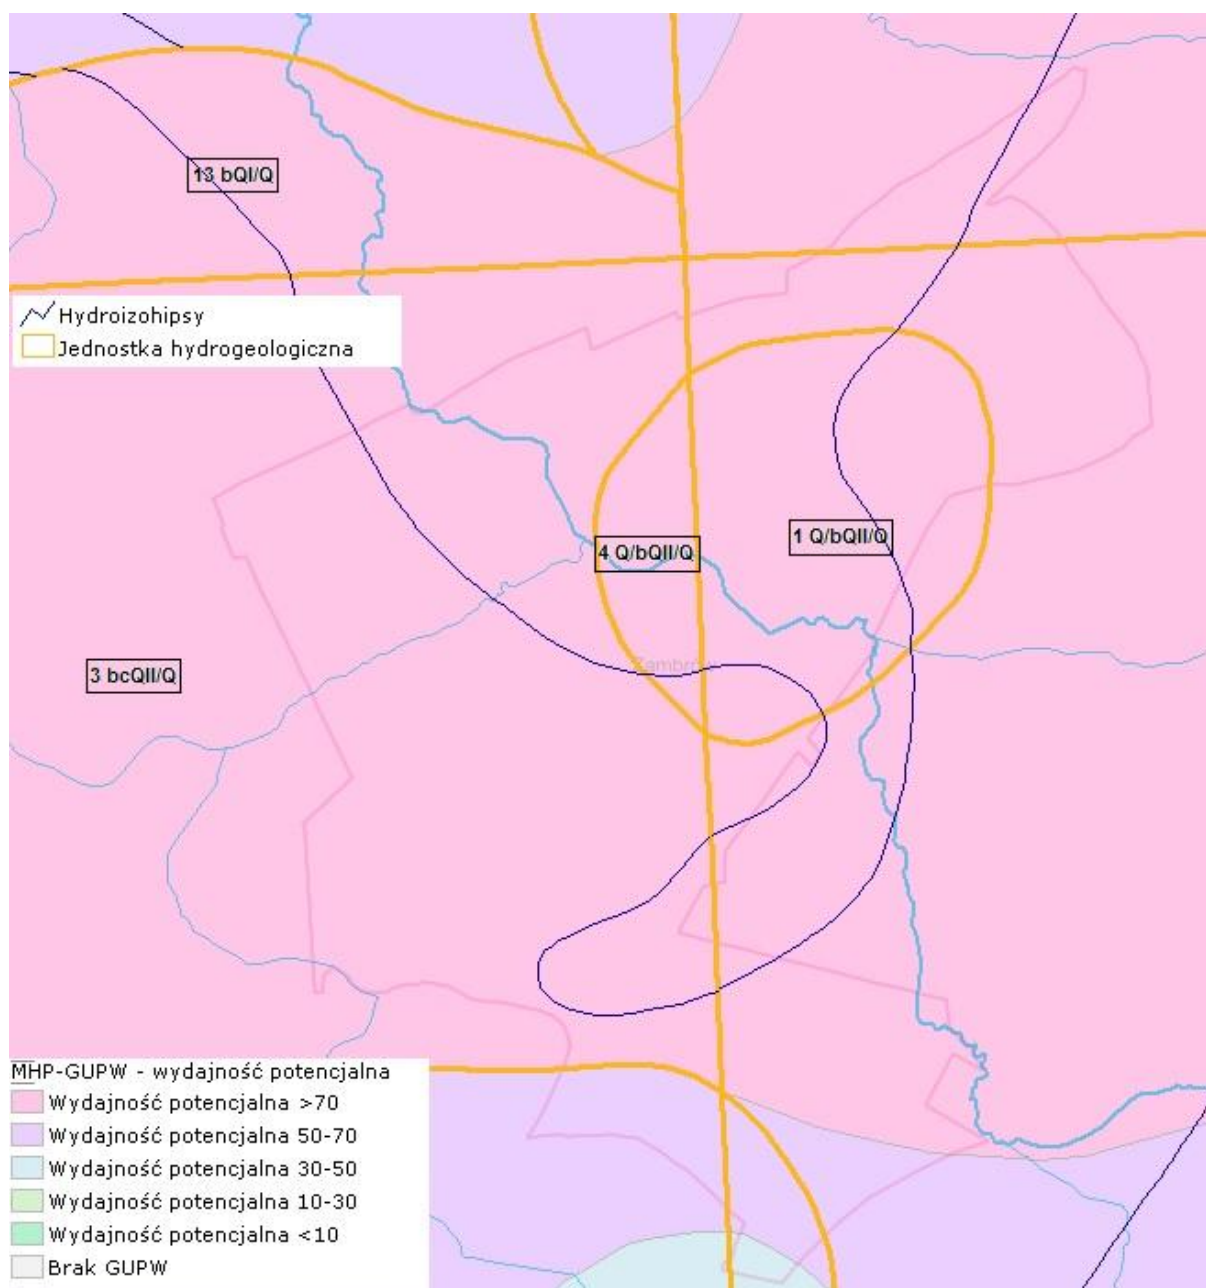 13 bQI/Q
Hydroizohipsy
Jednostka hydrogeologiczna
4 Q/bQII/Q
1 Q/bQII/Q
3 bcQII/Q
MHP-GUPW - wydajność potencjalna
Wydajność potencjalna >70
Wydajność potencjalna 50-70
Wydajność potencjalna 30-50
Wydajność potencjalna 10-30
Wydajność potencjalna <10
Brak GUPW